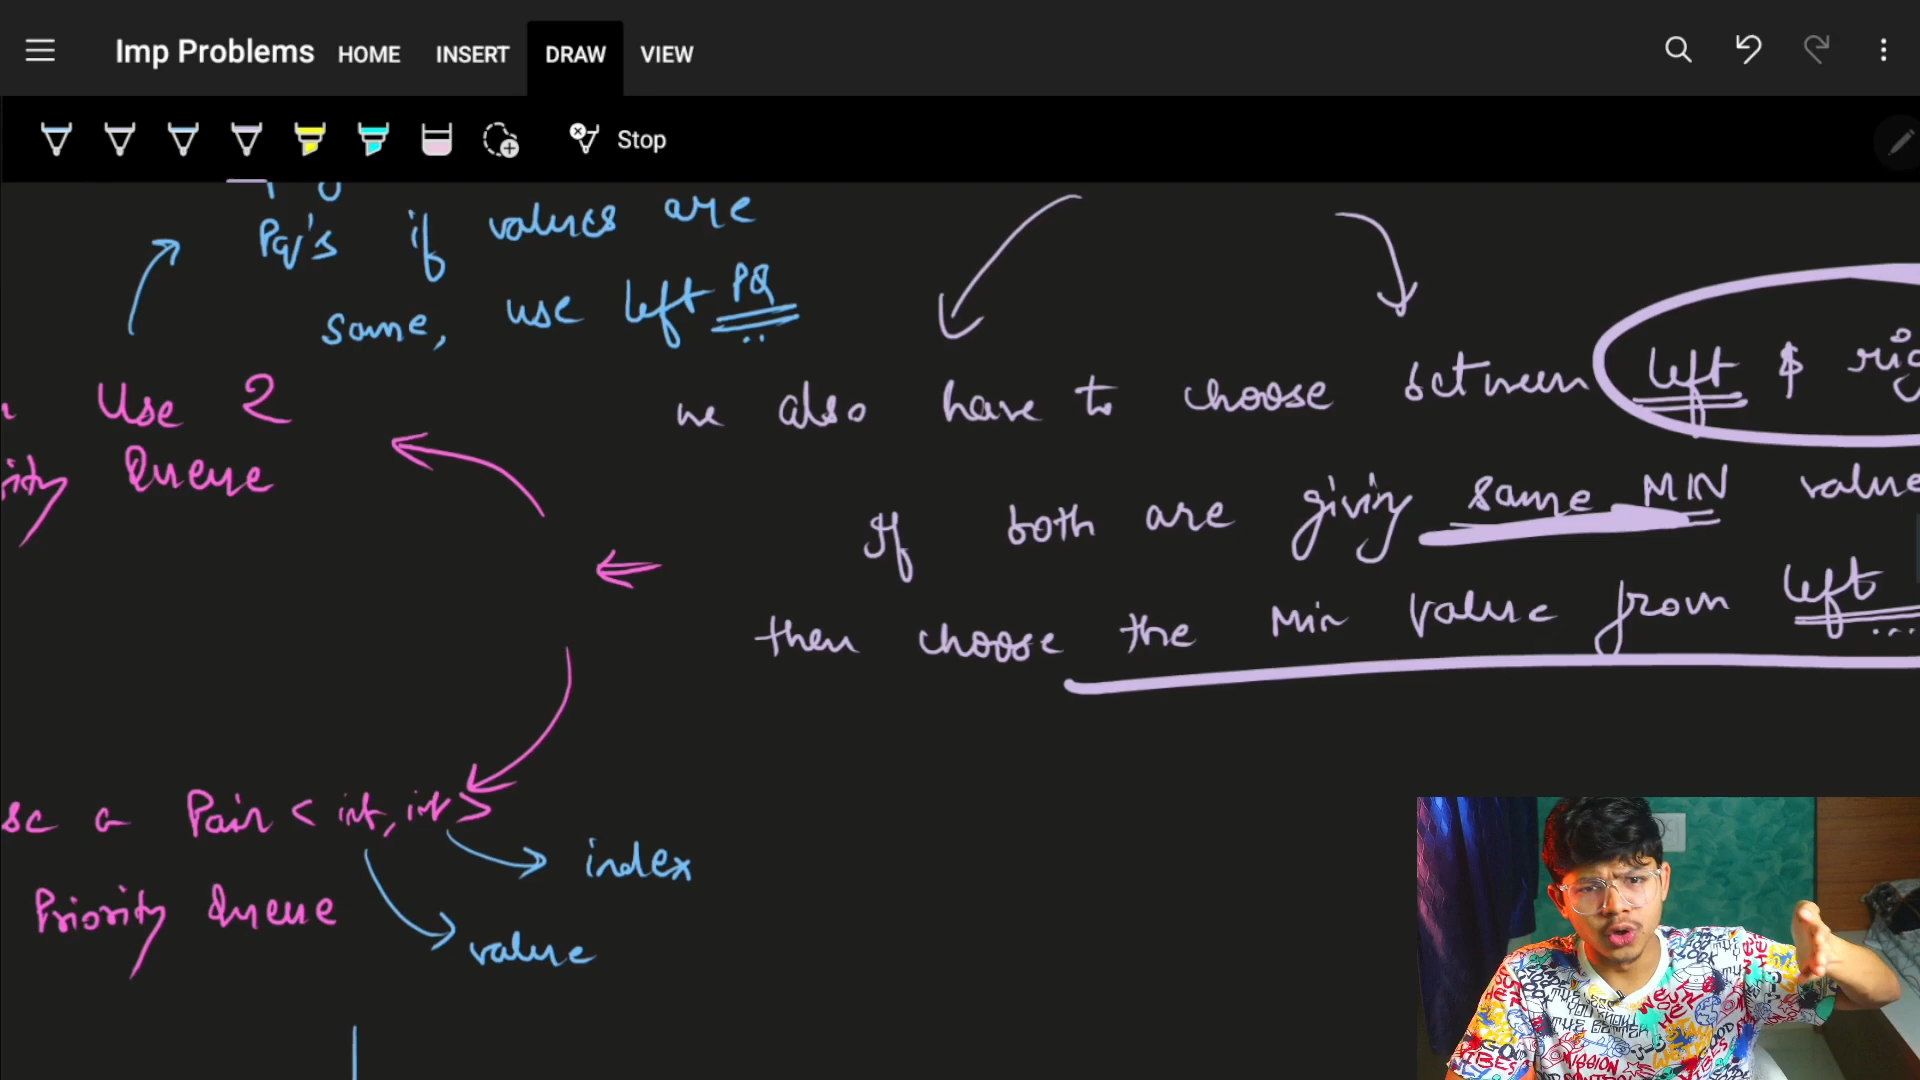 Imp Problems HOME INSERT DRAW VIEW
Stop
PQ's if values are
same, use left PQ
Use 2
Queue
we also have to choose between left &
If both are giving same MIN value
then choose the Min value from left
a Pair < int, int >
index
Priority Queue
value